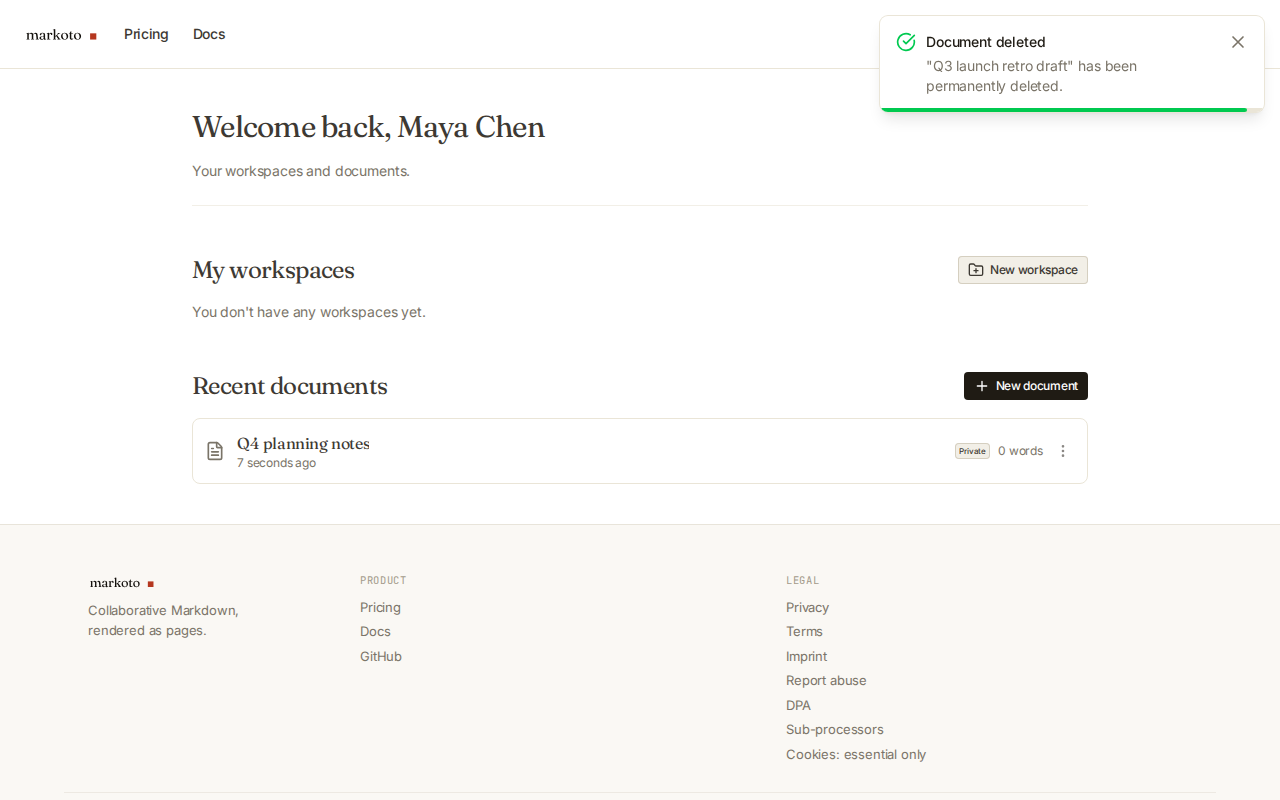 markoto
Pricing
Docs
Document deleted
"Q3 launch retro draft" has been
permanently deleted.
Welcome back, Maya Chen
Your workspaces and documents.
My workspaces
New workspace
You don't have any workspaces yet.
Recent documents
New document
Q4 planning notes
7 seconds ago
Private
0 words
markoto
Collaborative Markdown,
rendered as pages.
PRODUCT
Pricing
Docs
GitHub
LEGAL
Privacy
Terms
Imprint
Report abuse
DPA
Sub-processors
Cookies: essential only